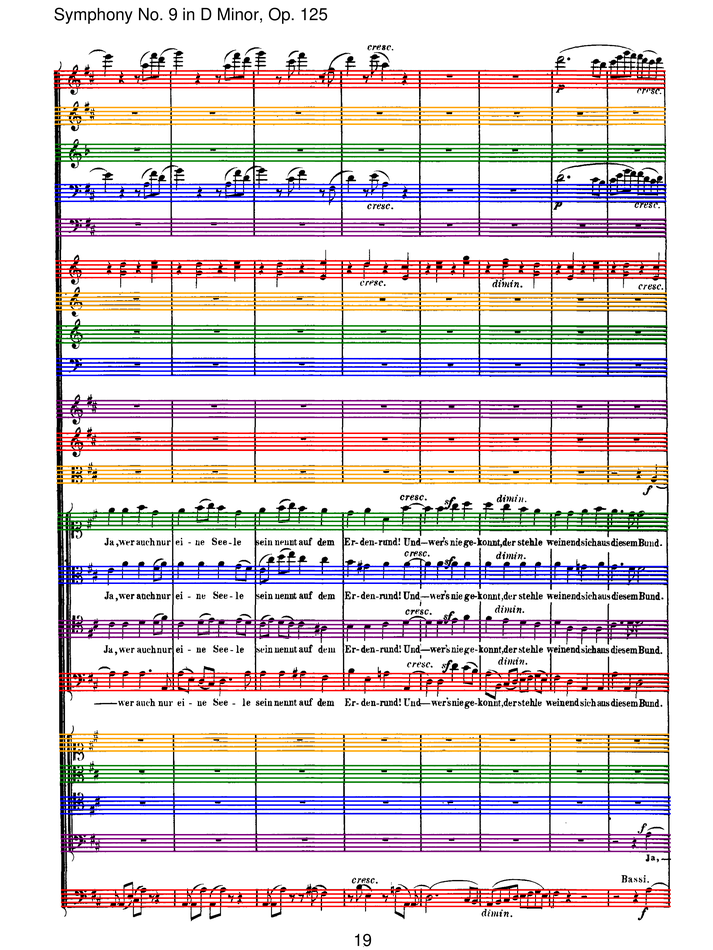 Symphony No. 9 in D Minor, Op. 125
cresc.
p cresc.
cresc. p cresc.
cresc. dimin. cresc.
f
cresc. sf dimin.
Ja, wer auch nur ei - ne See - le sein nennt auf dem Er - den - rund! Und—wer's nie ge - konnt, der stehle weinend sich aus diesem Bund.
cresc. sf dimin.
Ja, wer auch nur ei - ne See - le sein nennt auf dem Er - den - rund! Und—wer's nie ge - konnt, der stehle weinend sich aus diesem Bund.
cresc. sf dimin.
Ja, wer auch nur ei - ne See - le sein nennt auf dem Er - den - rund! Und—wer's nie ge - konnt, der stehle weinend sich aus diesem Bund.
cresc. sf dimin.
—wer auch nur ei - ne See - le sein nennt auf dem Er - den - rund! Und—wer's nie ge - konnt, der stehle weinend sich aus diesem Bund.
f
Ja,—
cresc. Bassi.
dimin. f
19